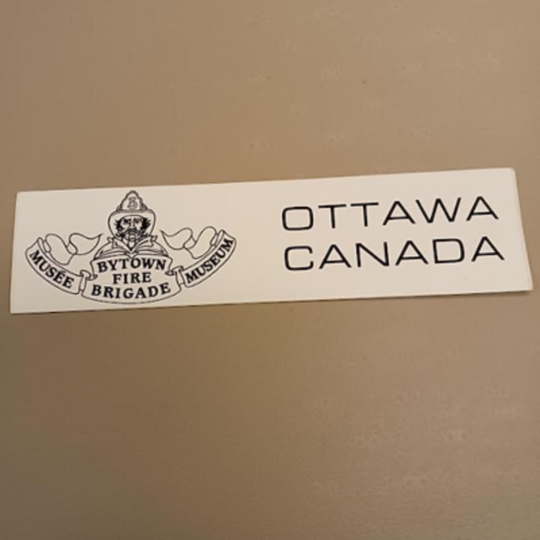 MUSÉE
BYTOWN
FIRE
BRIGADE
MUSEUM
OTTAWA
CANADA